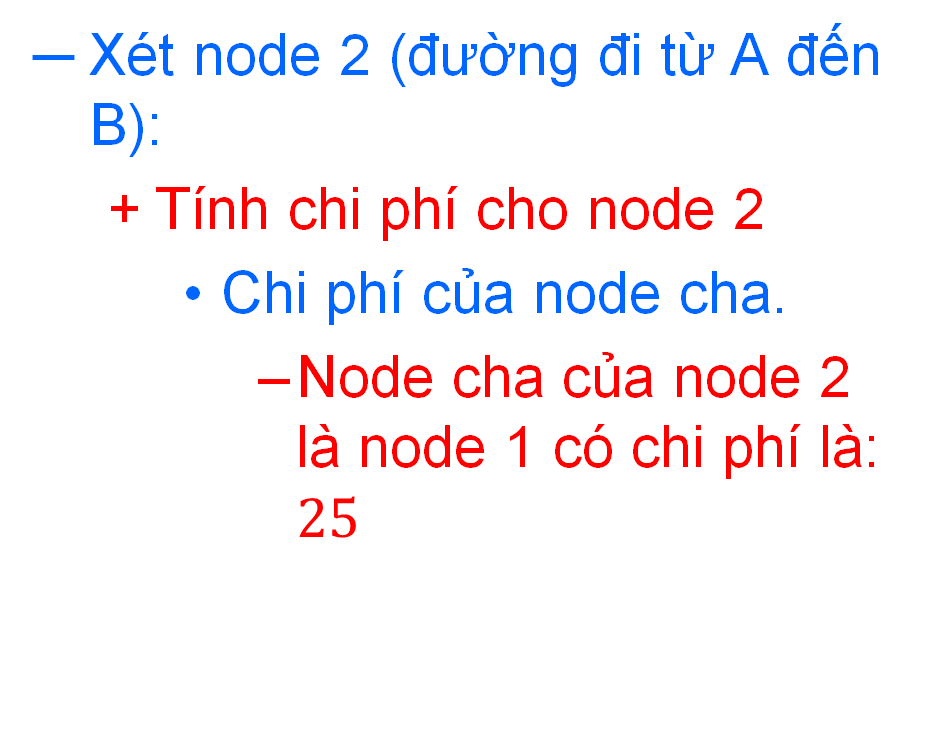 – Xét node 2 (đường đi từ A đến
B):
+ Tính chi phí cho node 2
• Chi phí của node cha.
– Node cha của node 2
là node 1 có chi phí là:
25